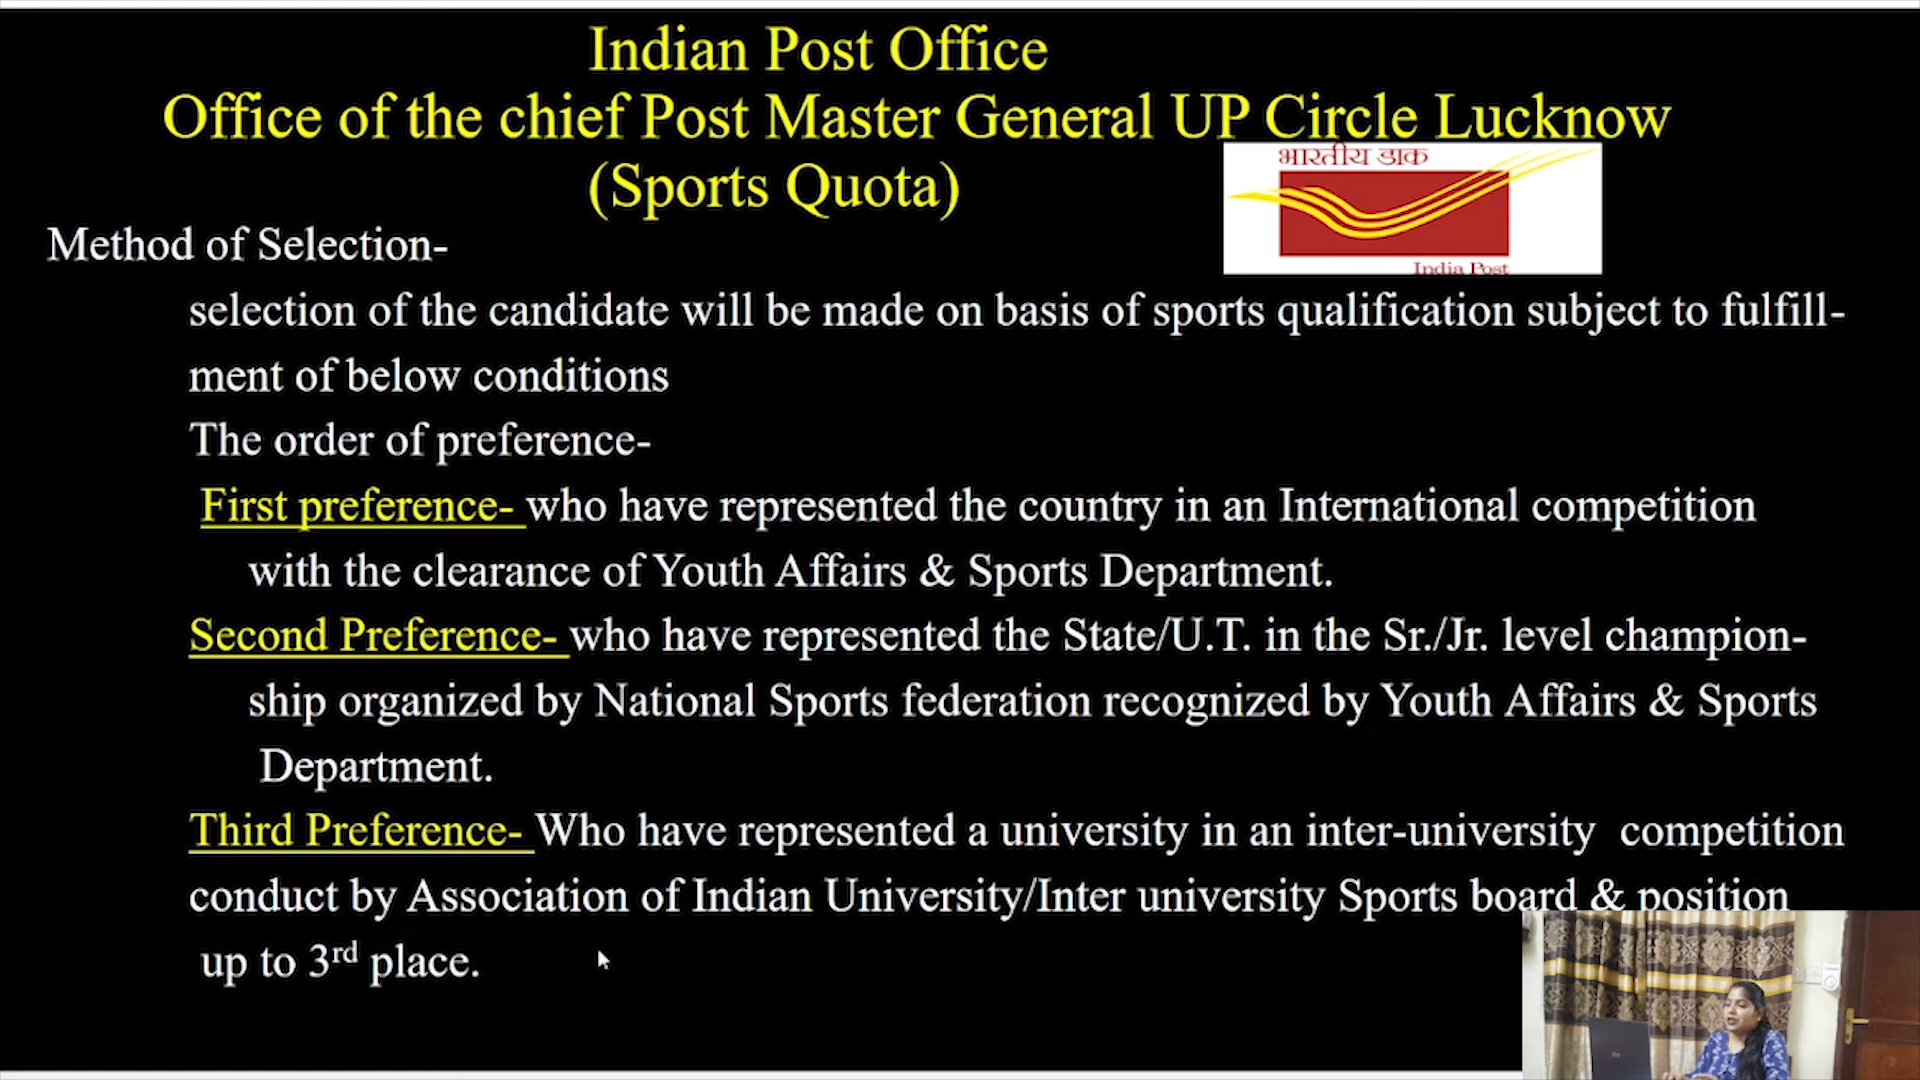 Indian Post Office
Office of the chief Post Master General UP Circle Lucknow
(Sports Quota)
भारतीय डाक
India Post
Method of Selection-
selection of the candidate will be made on basis of sports qualification subject to fulfill-
ment of below conditions
The order of preference-
First preference- who have represented the country in an International competition
with the clearance of Youth Affairs & Sports Department.
Second Preference- who have represented the State/U.T. in the Sr./Jr. level champion-
ship organized by National Sports federation recognized by Youth Affairs & Sports
Department.
Third Preference- Who have represented a university in an inter-university competition
conduct by Association of Indian University/Inter university Sports board & position
up to 3rd place.